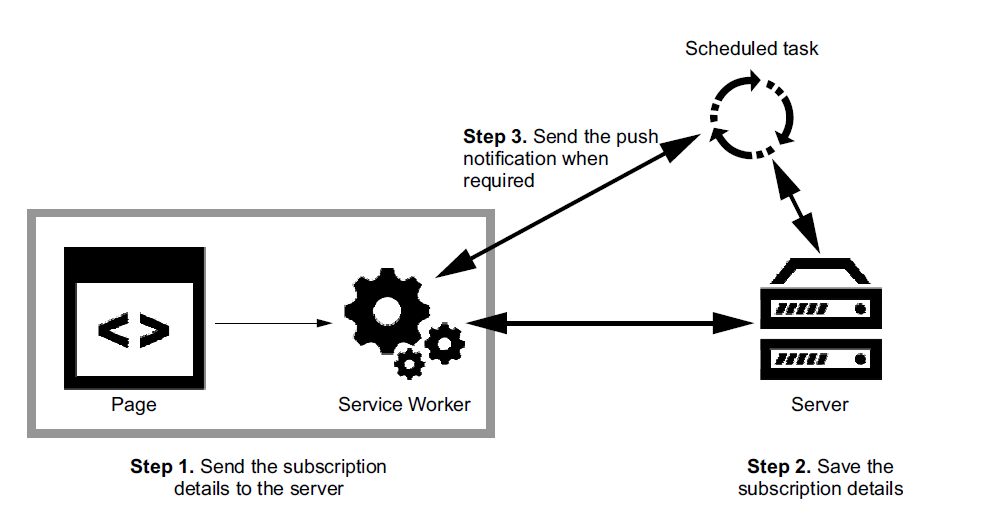 Scheduled task
Step 3. Send the push
notification when
required
< >
Page
Service Worker
Server
Step 1. Send the subscription
details to the server
Step 2. Save the
subscription details